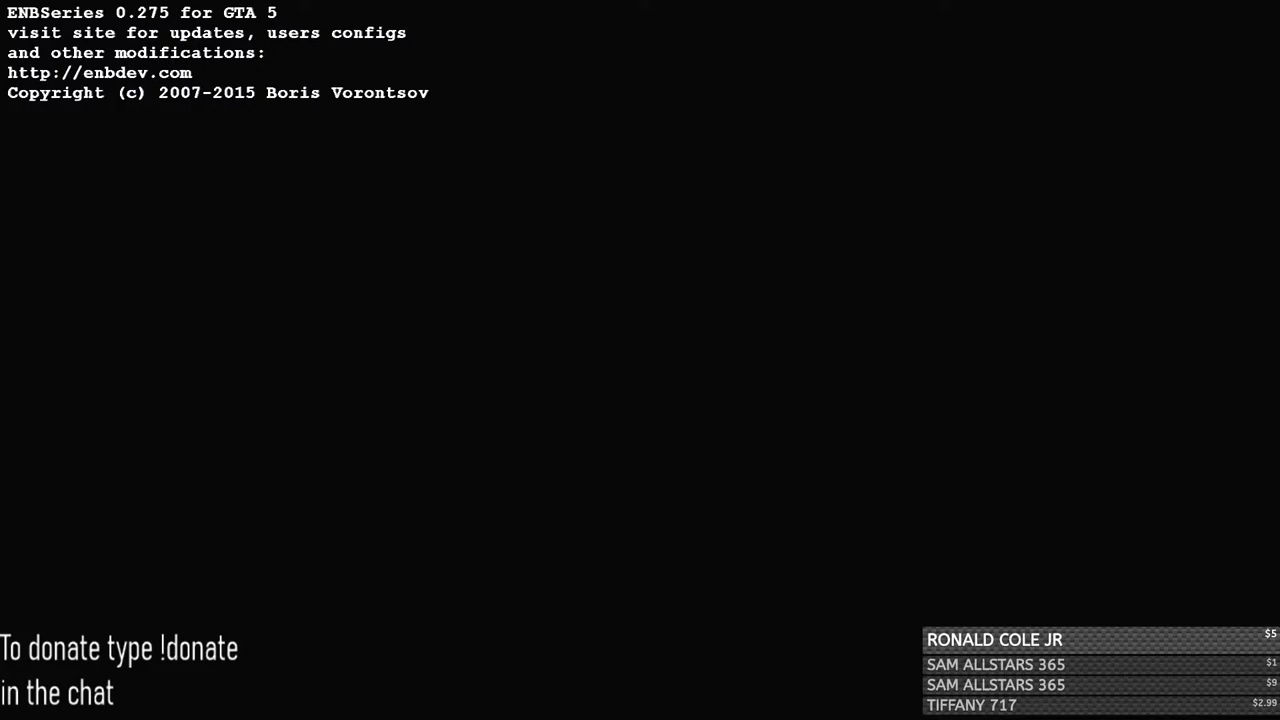 ENBSeries 0.275 for GTA 5
visit site for updates, users configs
and other modifications:
http://enbdev.com
Copyright (c) 2007-2015 Boris Vorontsov
To donate type !donate
in the chat
RONALD COLE JR $5
SAM ALLSTARS 365 $1
SAM ALLSTARS 365 $9
TIFFANY 717 $2.99